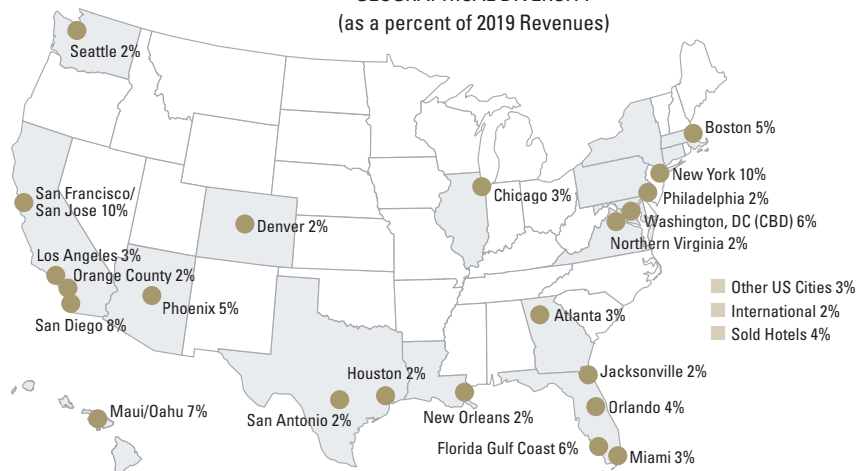 (as a percent of 2019 Revenues)
Seattle 2%
Boston 5%
New York 10%
Chicago 3%
Philadelphia 2%
San Francisco/
San Jose 10%
Washington, DC (CBD) 6%
Denver 2%
Northern Virginia 2%
Los Angeles 3%
Orange County 2%
Other US Cities 3%
Phoenix 5%
International 2%
San Diego 8%
Atlanta 3%
Sold Hotels 4%
Jacksonville 2%
Houston 2%
Maui/Oahu 7%
Orlando 4%
San Antonio 2%
New Orleans 2%
Florida Gulf Coast 6%
Miami 3%